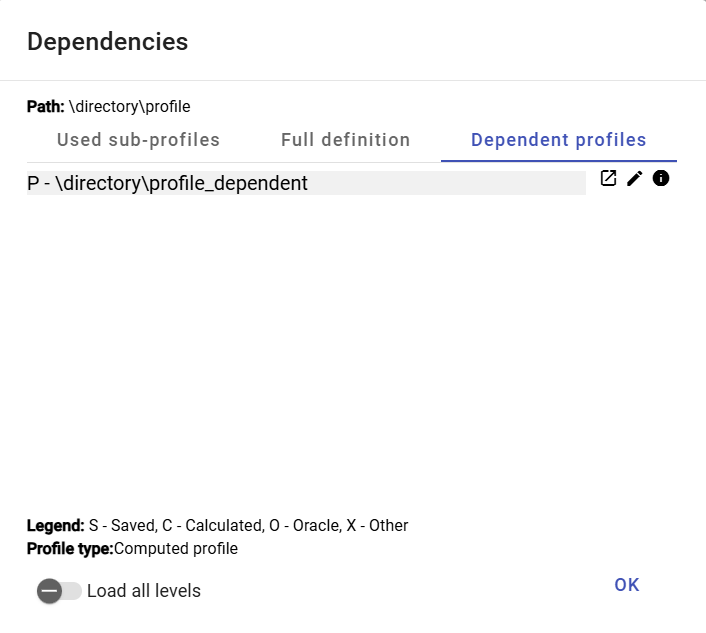 Dependencies
Path: \directory\profile
Used sub-profiles Full definition Dependent profiles
P - \directory\profile_dependent
Legend: S - Saved, C - Calculated, O - Oracle, X - Other
Profile type:Computed profile
Load all levels
OK